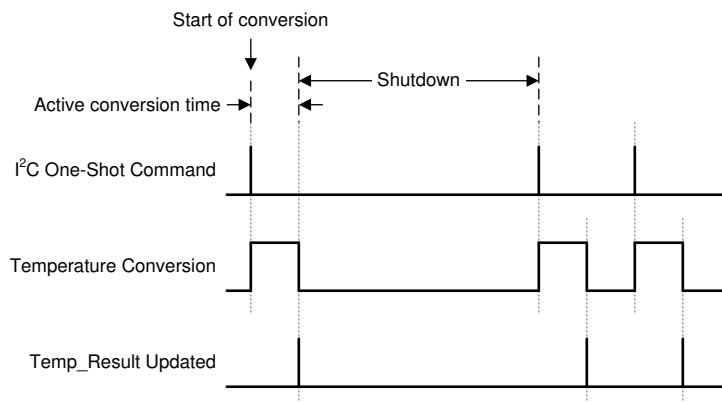 Start of conversion
Shutdown
Active conversion time
I²C One-Shot Command
Temperature Conversion
Temp_Result Updated